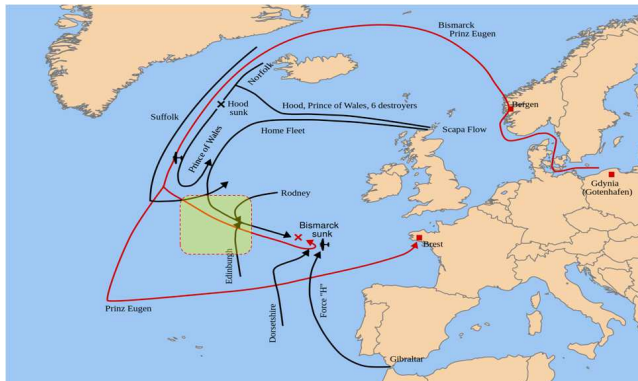 Bismarck
Prinz Eugen
Norfolk
Suffolk
Hood
sunk
Hood, Prince of Wales, 6 destroyers
Bergen
Prince of Wales
Home Fleet
Scapa Flow
Gdynia
(Gotenhafen)
Rodney
Bismarck
sunk
Brest
Edinburgh
Prinz Eugen
Dorsetshire
Force "H"
Gibraltar